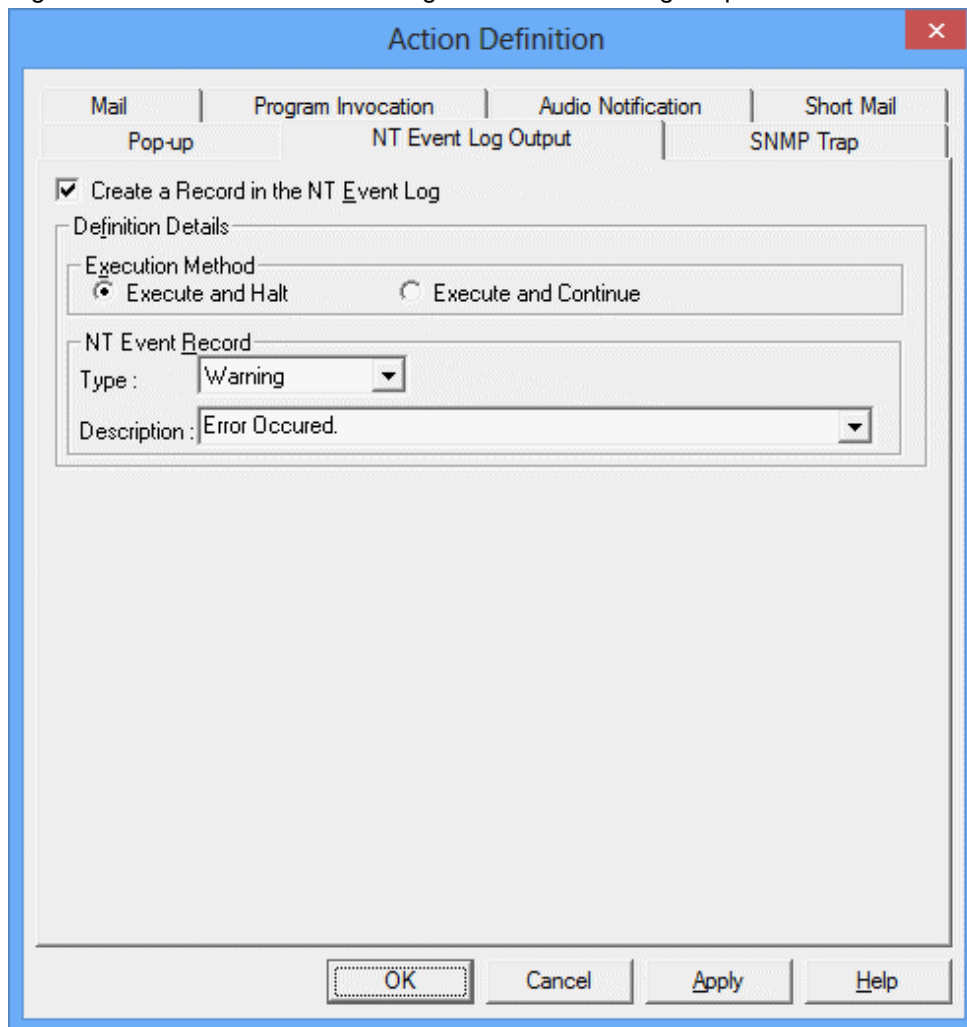 Action Definition
Mail Program Invocation Audio Notification Short Mail
Pop-up NT Event Log Output SNMP Trap
Create a Record in the NT Event Log
Definition Details
Execution Method
Execute and Halt Execute and Continue
NT Event Record
Type : Warning
Description : Error Occured.
OK Cancel Apply Help